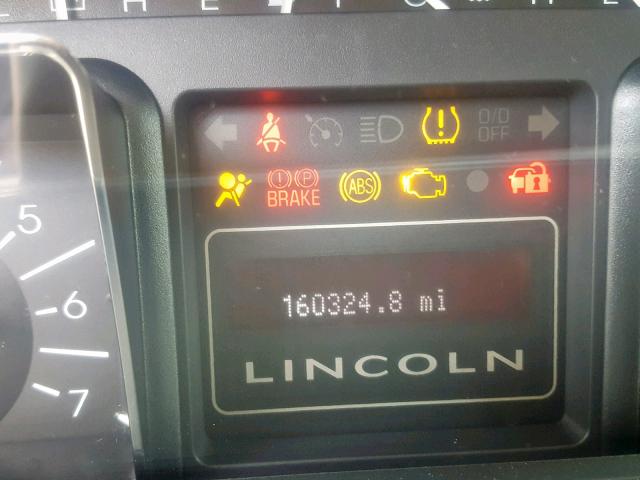 O/D
OFF
! P
BRAKE
ABS
5
160324.8 mi
6
LINCOLN
7